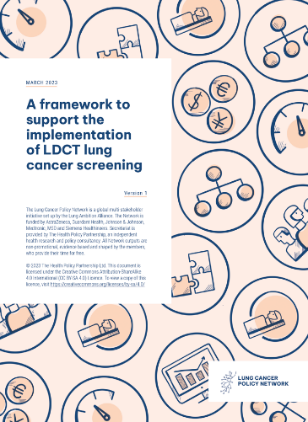 MARCH 2022
A framework to
support the
implementation
of LDCT lung
cancer screening
Version 1
The Lung Cancer Policy Network is a global multi-stakeholder
initiative set up by the Lung Ambition Alliance. The Network is
funded by AstraZeneca, Guardant Health, Johnson & Johnson,
Medtronic, MSD and Siemens Healthineers. Secretariat is
provided by The Health Policy Partnership, an independent
health research and policy consultancy. All Network outputs are
non-promotional, evidence-based and shaped by the members,
who provide their time for free.
© 2022 The Health Policy Partnership Ltd. This document is
licensed under the Creative Commons Attribution-ShareAlike
4.0 International (CC BY-SA 4.0) Licence. To view a copy of this
licence, visit https://creativecommons.org/licenses/by-sa/4.0/
LUNG CANCER
POLICY NETWORK